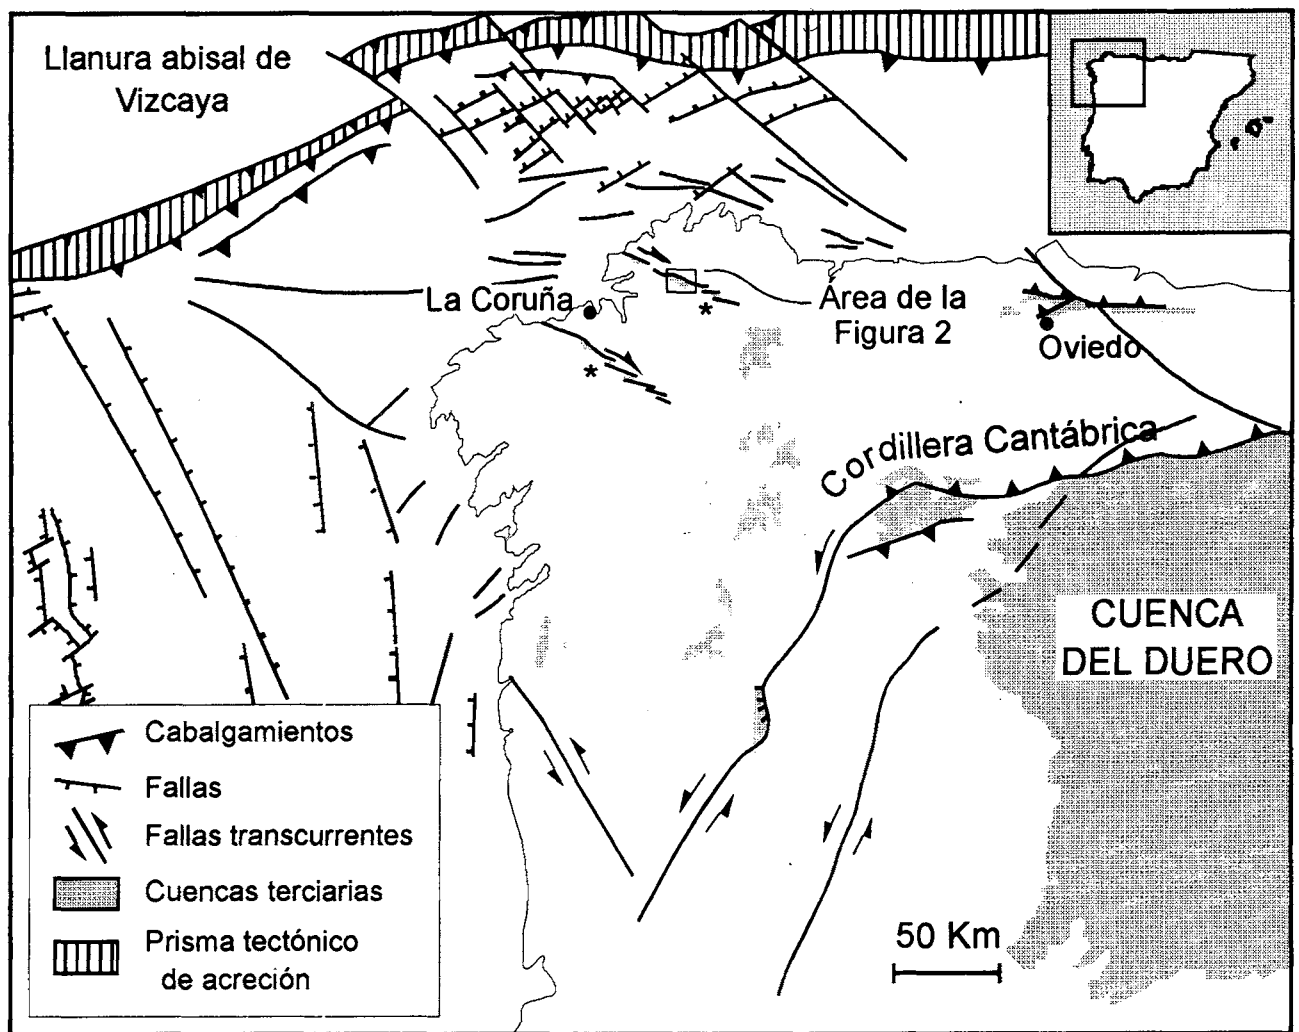 Llanura abisal de
Vizcaya
La Coruña
*
*
Área de la
Figura 2
Oviedo
Cordillera Cantábrica
CUENCA
DEL DUERO
Cabalgamientos
Fallas
Fallas transcurrentes
Cuencas terciarias
Prisma tectónico
de acreción
50 Km